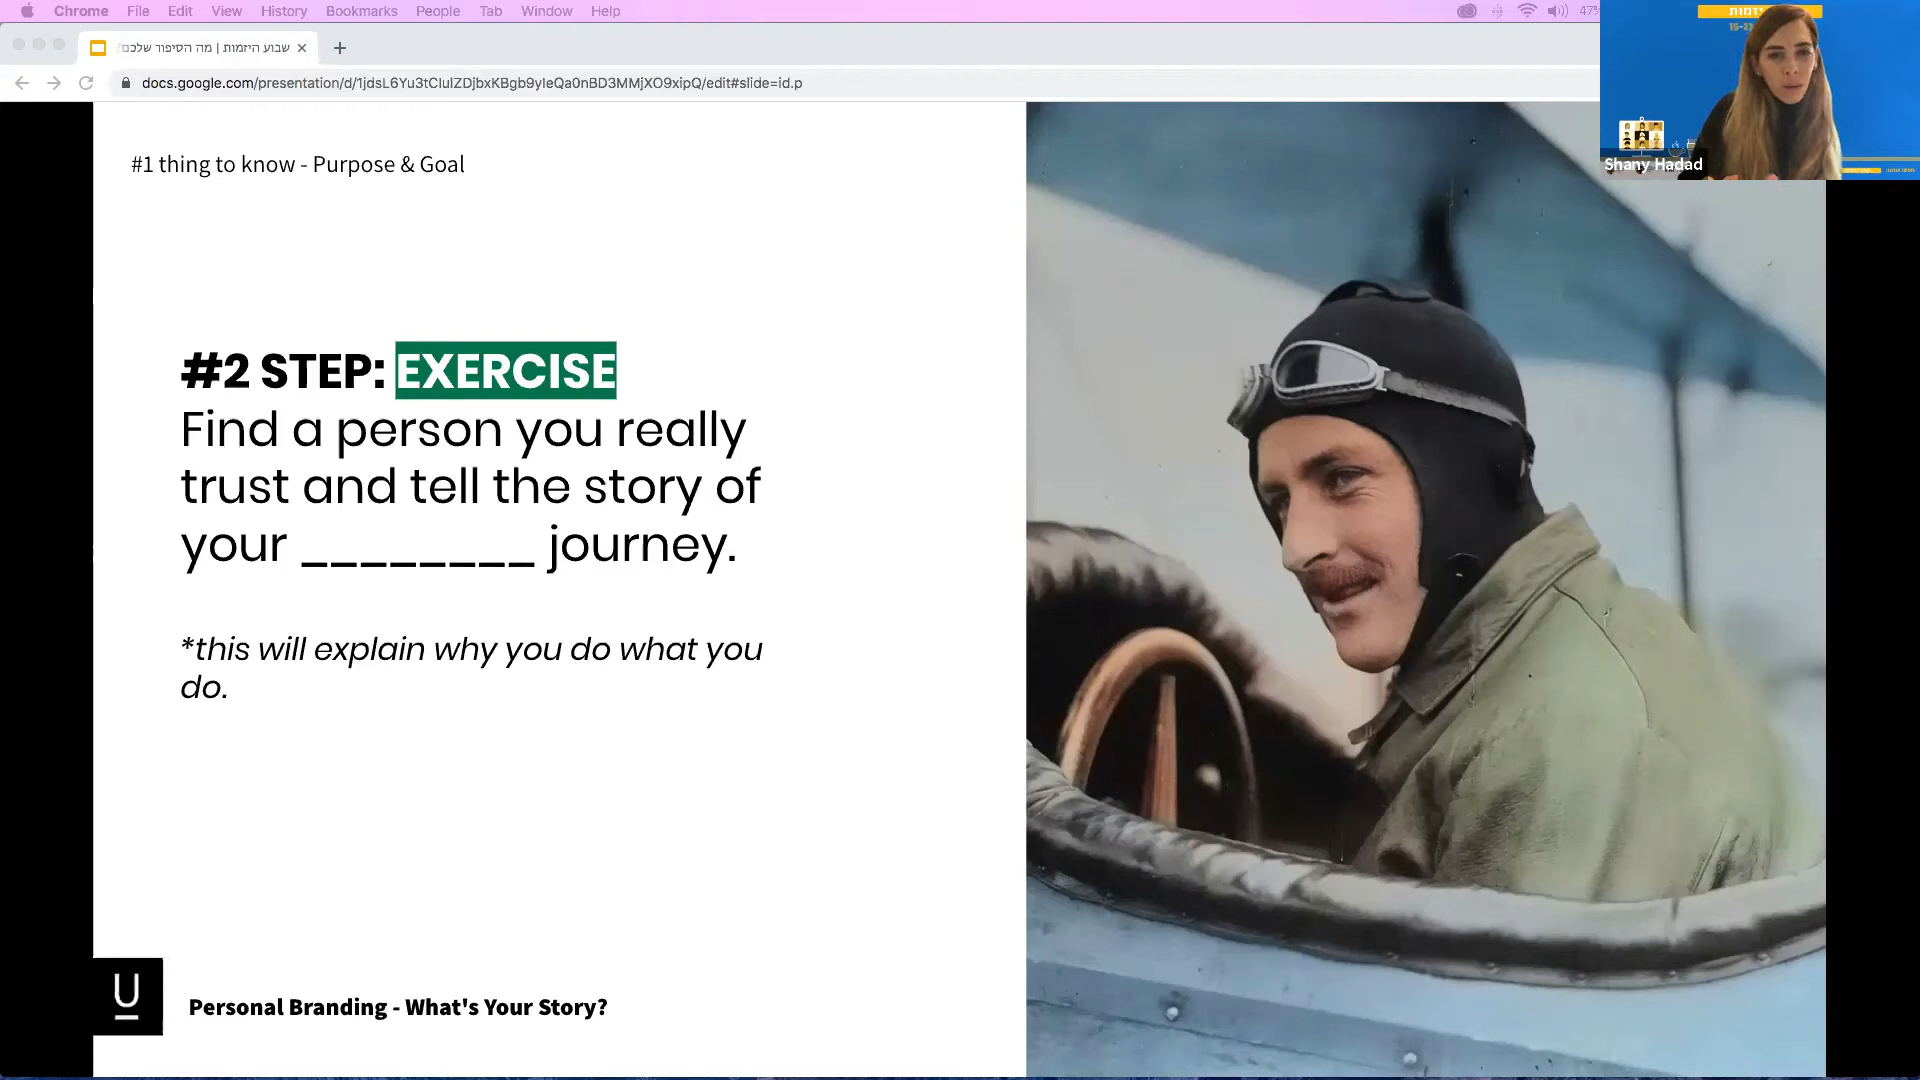 Chrome File Edit View History Bookmarks People Tab Window Help 47%
שבוע היזמות | מה הסיפור שלכם?
docs.google.com/presentation/d/1jdsL6Yu3tCIulZDjbxKBgb9yIeQa0nBD3MMjXO9xipQ/edit#slide=id.p
Shany Hadad
#1 thing to know - Purpose & Goal
#2 STEP: EXERCISE
Find a person you really
trust and tell the story of
your ________ journey.
*this will explain why you do what you
do.
U
Personal Branding - What's Your Story?